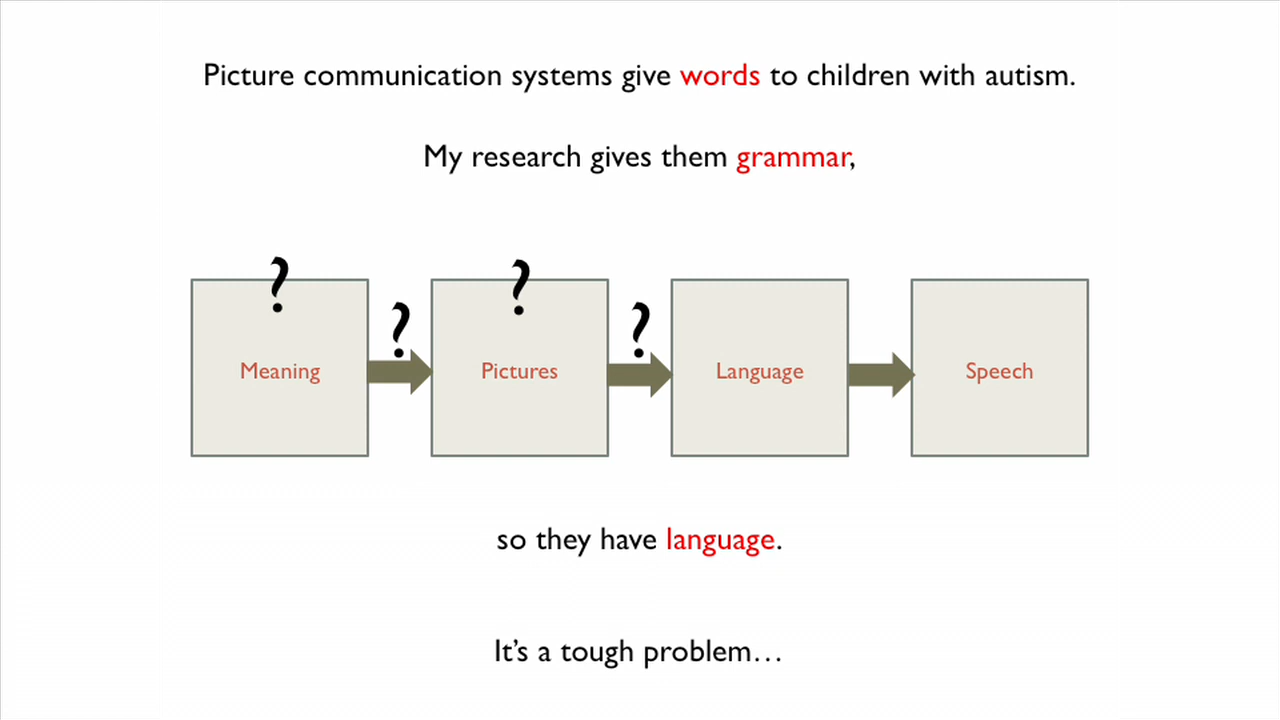 Picture communication systems give words to children with autism.
My research gives them grammar,
? ? ? ?
Meaning Pictures Language Speech
so they have language.
It’s a tough problem…